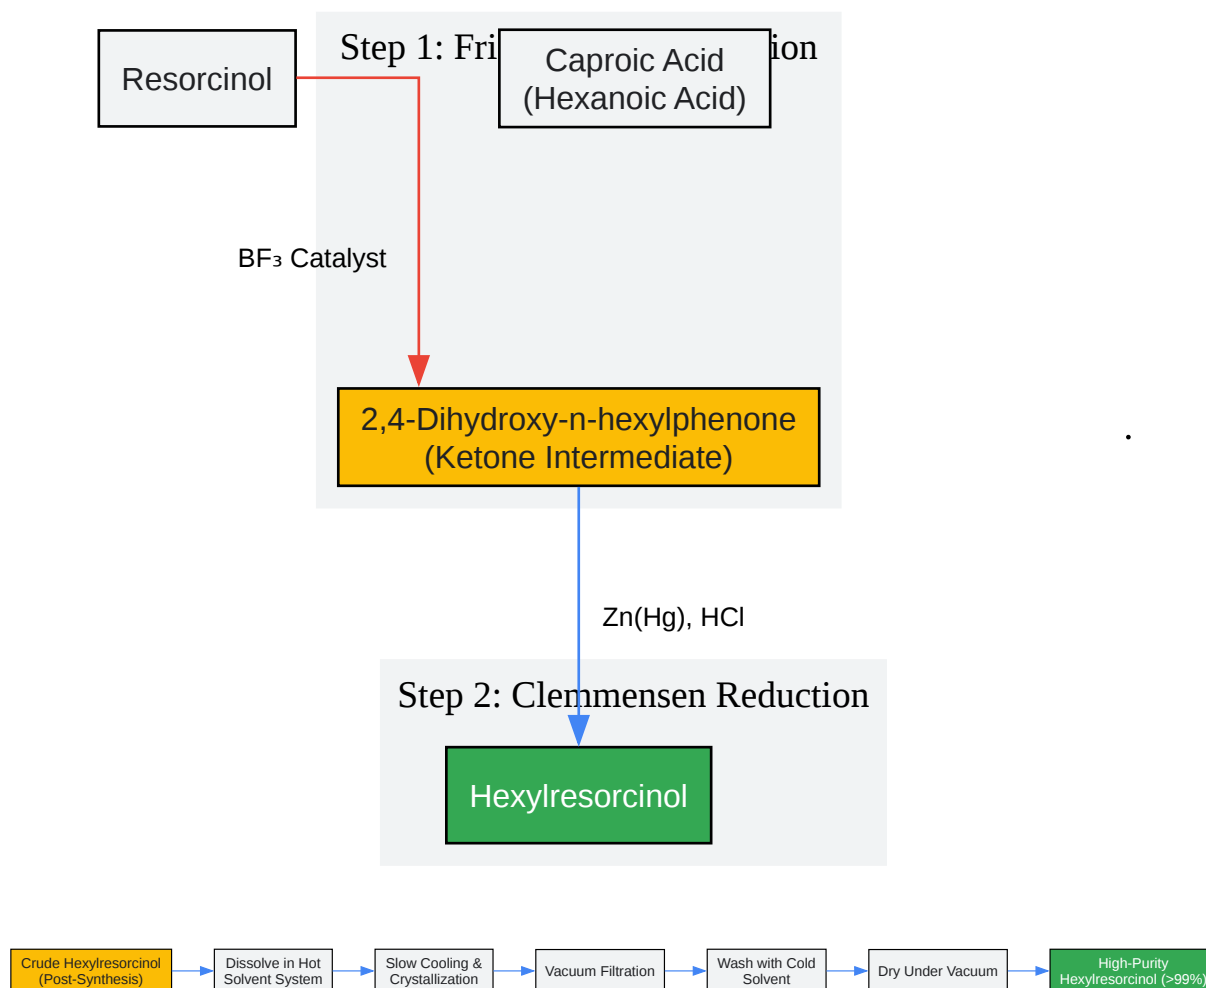 Step 1: Fri
ion
Resorcinol
Caproic Acid
(Hexanoic Acid)
BF₃ Catalyst
2,4-Dihydroxy-n-hexylphenone
(Ketone Intermediate)
.
Zn(Hg), HCl
Step 2: Clemmensen Reduction
Hexylresorcinol
Crude Hexylresorcinol
(Post-Synthesis)
Dissolve in Hot
Solvent System
Slow Cooling &
Crystallization
Vacuum Filtration
Wash with Cold
Solvent
Dry Under Vacuum
High-Purity
Hexylresorcinol (>99%)